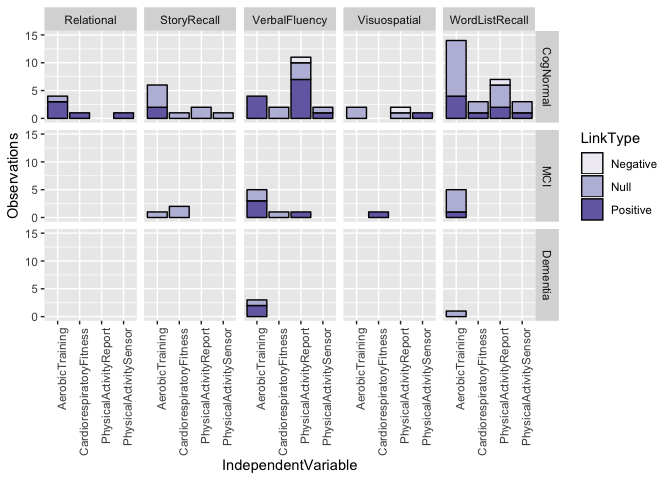 Relational StoryRecall VerbalFluency Visuospatial WordListRecall
15
10
5
0
CogNormal
15
10
5
0
MCI
15
10
5
0
Dementia
Observations
AerobicTraining CardiorespiratoryFitness PhysicalActivityReport PhysicalActivitySensor AerobicTraining CardiorespiratoryFitness PhysicalActivityReport PhysicalActivitySensor AerobicTraining CardiorespiratoryFitness PhysicalActivityReport PhysicalActivitySensor AerobicTraining CardiorespiratoryFitness PhysicalActivityReport PhysicalActivitySensor AerobicTraining CardiorespiratoryFitness PhysicalActivityReport PhysicalActivitySensor
IndependentVariable
LinkType
Negative
Null
Positive